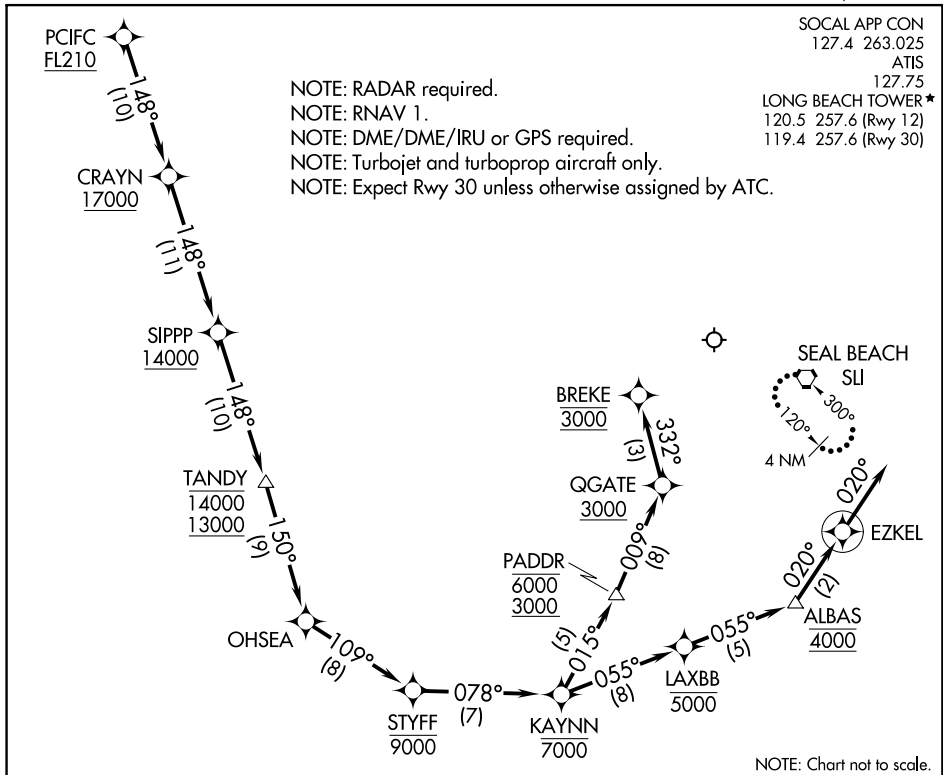 PCIFC
FL210
148°
(10)
CRAYN
17000
148°
(11)
SIPPP
14000
148°
(10)
TANDY
14000
13000
150°
(9)
OHSEA
109°
(8)
STYFF
9000
078°
(7)
KAYNN
7000
015°
(5)
PADDR
6000
3000
009°
(8)
QGATE
3000
332°
(3)
BREKE
3000
055°
(8)
LAXBB
5000
055°
(5)
ALBAS
4000
020°
(2)
EZKEL
020°
SEAL BEACH
SLI
300°
120°
4 NM
NOTE: RADAR required.
NOTE: RNAV 1.
NOTE: DME/DME/IRU or GPS required.
NOTE: Turbojet and turboprop aircraft only.
NOTE: Expect Rwy 30 unless otherwise assigned by ATC.
SOCAL APP CON
127.4 263.025
ATIS
127.75
LONG BEACH TOWER★
120.5 257.6 (Rwy 12)
119.4 257.6 (Rwy 30)
NOTE: Chart not to scale.